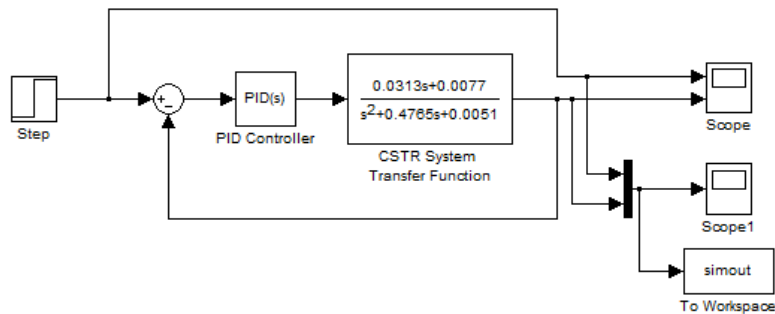 Step
+
−
PID(s)
PID Controller
0.0313s+0.0077
s²+0.4765s+0.0051
CSTR System
Transfer Function
Scope
Scope1
simout
To Workspace